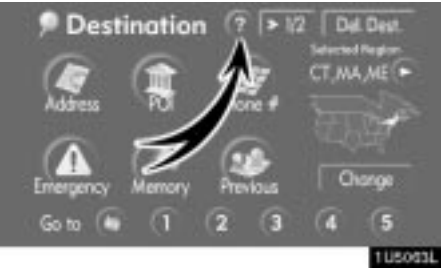 Destination ? 1/2 Del. Dest.
Selected Region
CT,MA,ME
Address POI one #
Emergency Memory Previous Change
Go to 1 2 3 4 5
1U5063L